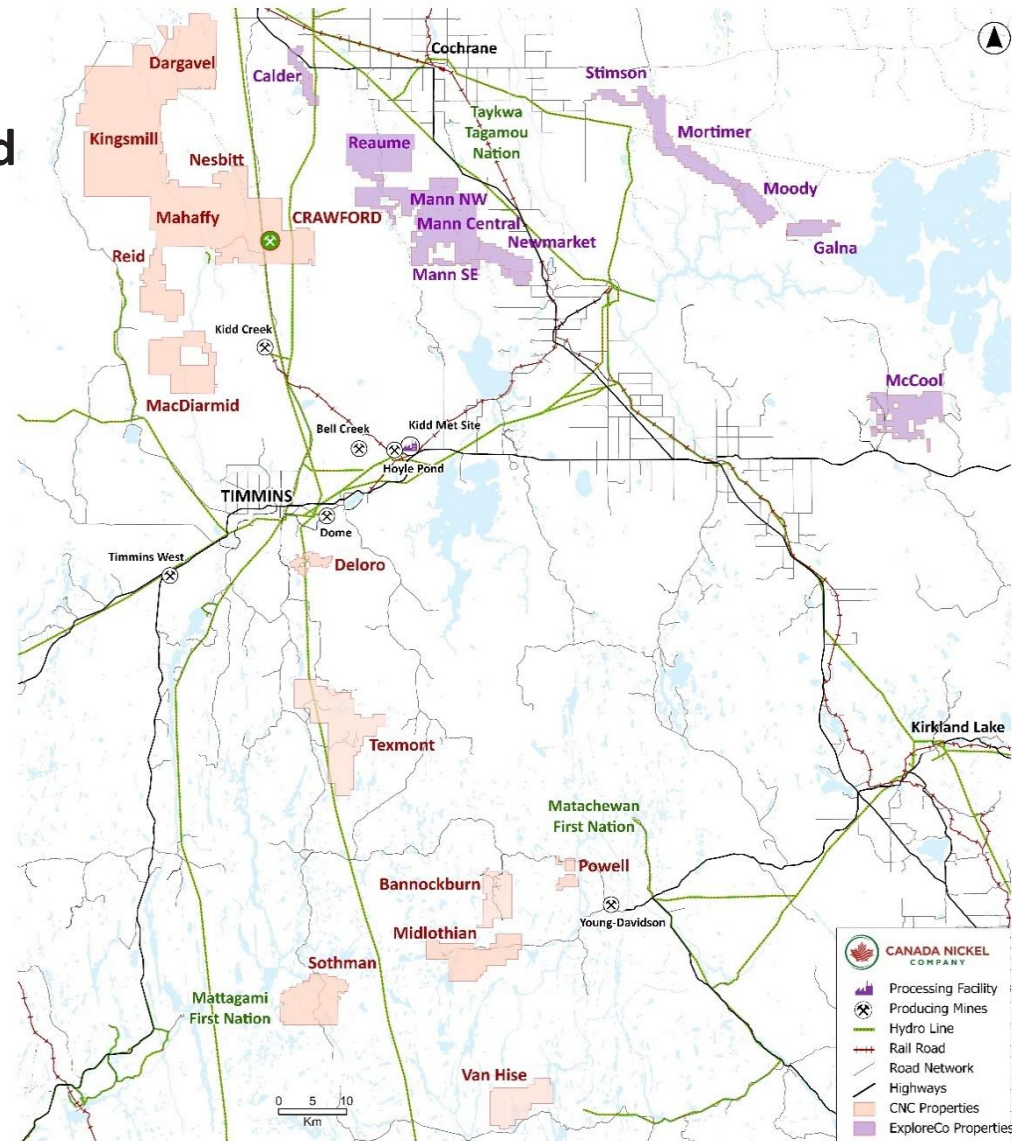 d
Cochrane
Dargavel
Calder
Stimson
Taykwa
Tagamou
Nation
Kingsmill
Mortimer
Reaume
Nesbitt
Moody
Mann NW
Mahaffy
CRAWFORD
Mann Central
Newmarket
Galna
Reid
Mann SE
Kidd Creek
McCool
MacDiarmid
Bell Creek
Kidd Met Site
Hoyle Pond
TIMMINS
Dome
Timmins West
Deloro
Kirkland Lake
Texmont
Matachewan
First Nation
Powell
Bannockburn
Young-Davidson
Midlothian
Sothman
Mattagami
First Nation
Van Hise
0 5 10
Km
CANADA NICKEL
COMPANY
Processing Facility
Producing Mines
Hydro Line
Rail Road
Road Network
Highways
CNC Properties
ExploreCo Properties